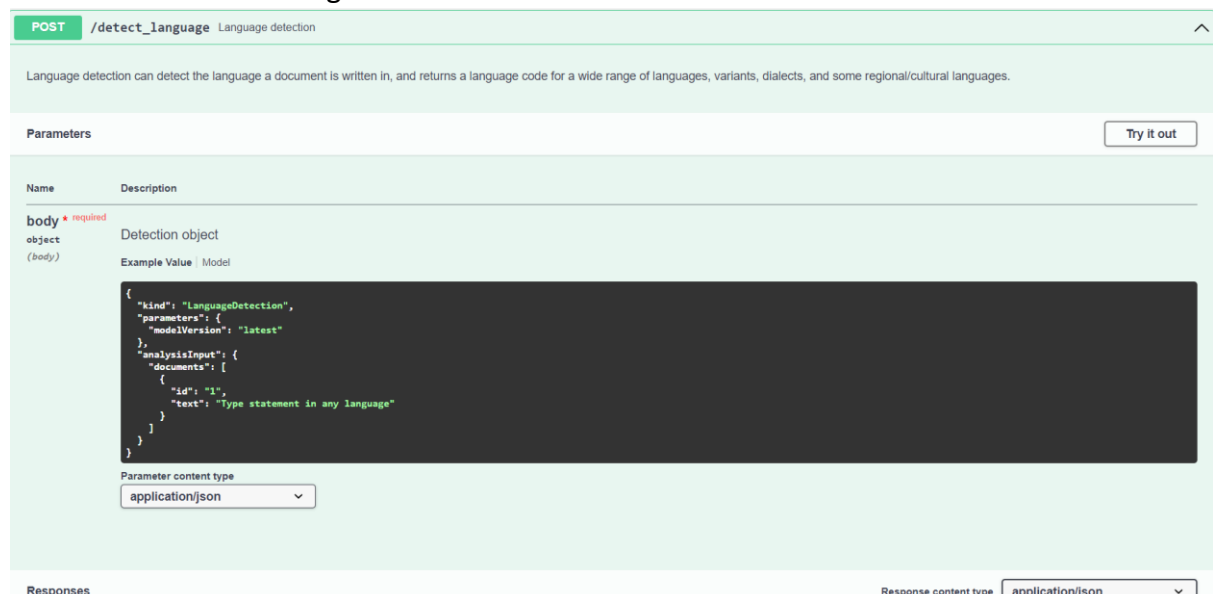 POST /detect_language Language detection
Language detection can detect the language a document is written in, and returns a language code for a wide range of languages, variants, dialects, and some regional/cultural languages.
Parameters
Try it out
Name Description
body * required
object
(body)
Detection object
Example Value | Model
{
"kind": "LanguageDetection",
"parameters": {
"modelVersion": "latest"
},
"analysisInput": {
"documents": [
{
"id": "1",
"text": "Type statement in any language"
}
]
}
}
Parameter content type
application/json
Responses
Response content type application/json